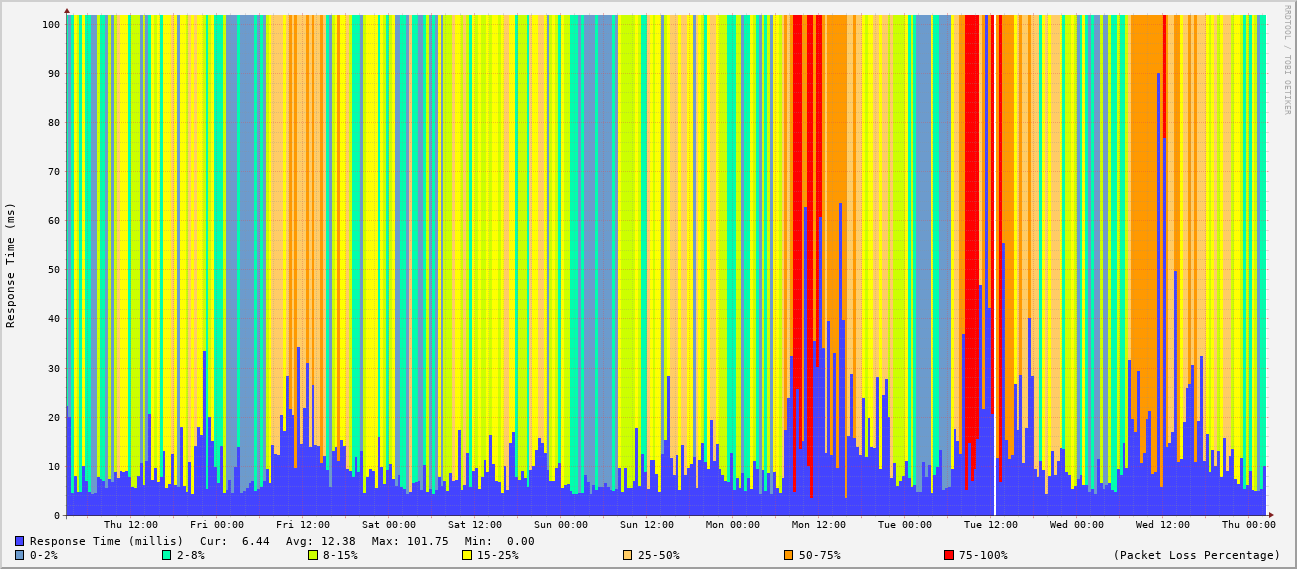 RRDTOOL / TOBI OETIKER
Response Time (ms)
100
90
80
70
60
50
40
30
20
10
0
Thu 12:00 Fri 00:00 Fri 12:00 Sat 00:00 Sat 12:00 Sun 00:00 Sun 12:00 Mon 00:00 Mon 12:00 Tue 00:00 Tue 12:00 Wed 00:00 Wed 12:00 Thu 00:00
Response Time (millis) Cur: 6.44 Avg: 12.38 Max: 101.75 Min: 0.00
0-2% 2-8% 8-15% 15-25% 25-50% 50-75% 75-100% (Packet Loss Percentage)